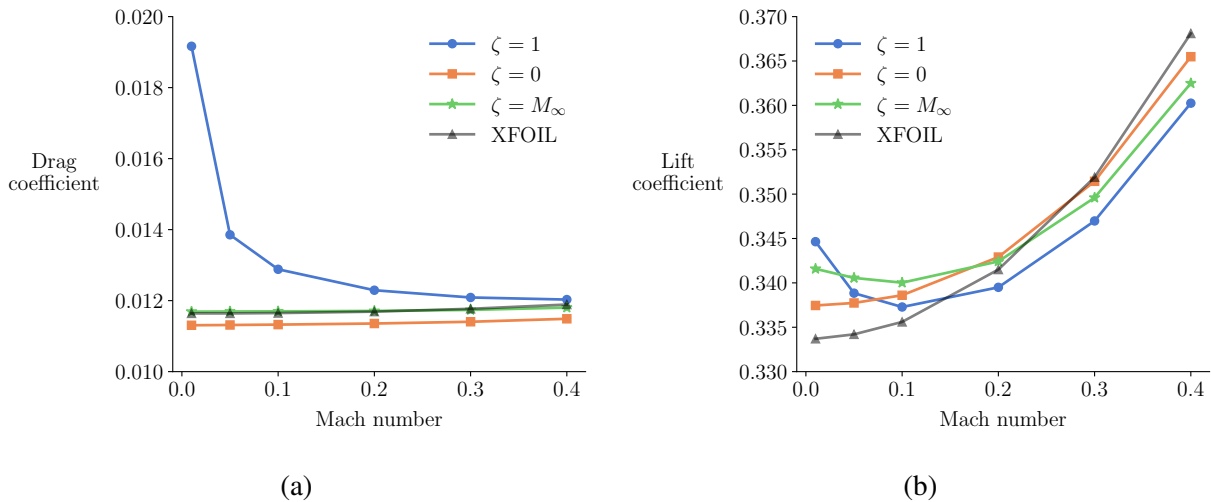 0.020
0.018
0.016
0.014
0.012
0.010
Drag
coefficient
0.0 0.1 0.2 0.3 0.4
Mach number
ζ = 1
ζ = 0
ζ = M∞
XFOIL
(a)
0.370
0.365
0.360
0.355
0.350
0.345
0.340
0.335
0.330
Lift
coefficient
0.0 0.1 0.2 0.3 0.4
Mach number
ζ = 1
ζ = 0
ζ = M∞
XFOIL
(b)